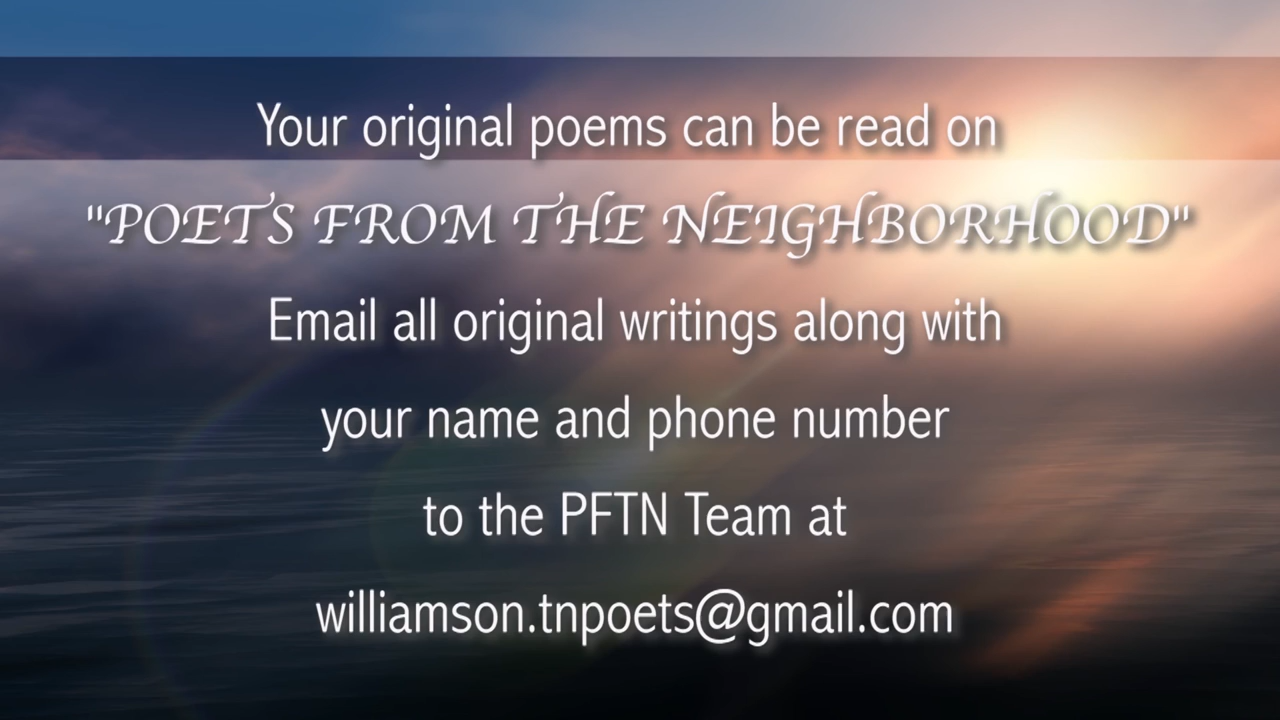 Your original poems can be read on
"POETS FROM THE NEIGHBORHOOD"
Email all original writings along with
your name and phone number
to the PFTN Team at
williamson.tnpoets@gmail.com